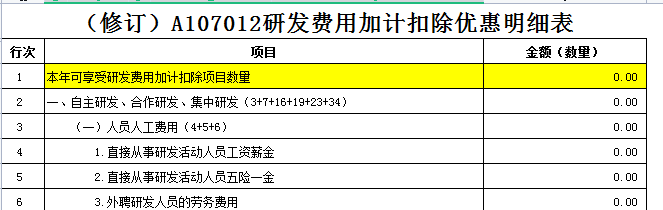 （修订）A107012研发费用加计扣除优惠明细表
行次 项目 金额（数量）
1 本年可享受研发费用加计扣除项目数量 0.00
2 一、自主研发、合作研发、集中研发（3+7+16+19+23+34） 0.00
3 （一）人员人工费用（4+5+6） 0.00
4 1.直接从事研发活动人员工资薪金 0.00
5 2.直接从事研发活动人员五险一金 0.00
6 3.外聘研发人员的劳务费用 0.00